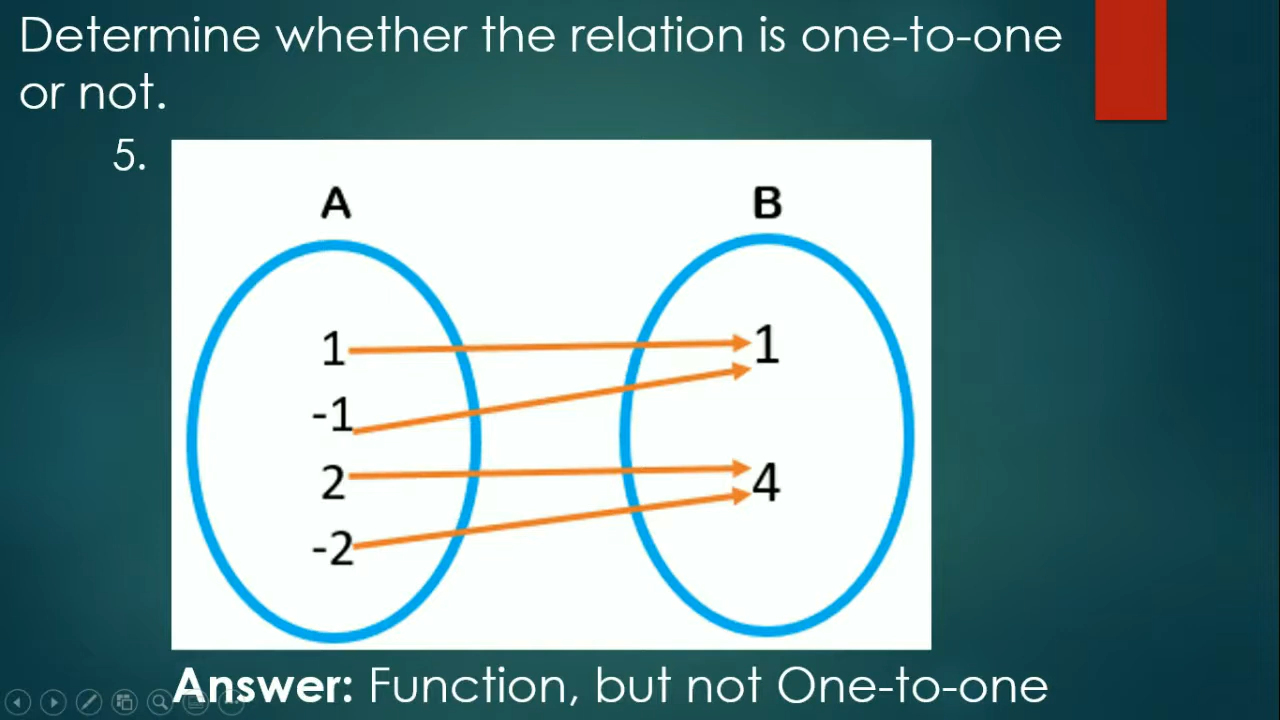 Determine whether the relation is one-to-one
or not.
5.
A B
1 1
-1
2 4
-2
Answer: Function, but not One-to-one